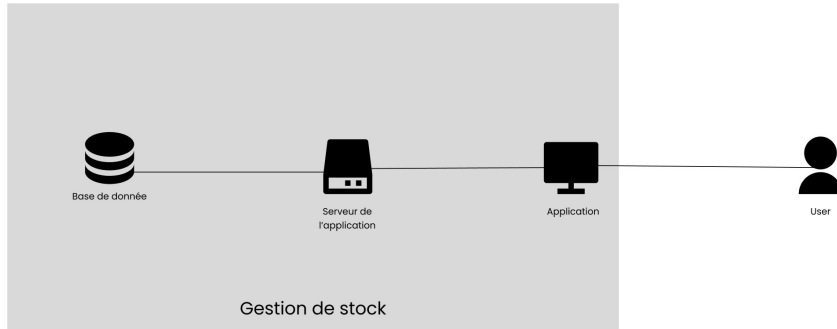 Base de donnée
Serveur de
l'application
Application
User
Gestion de stock